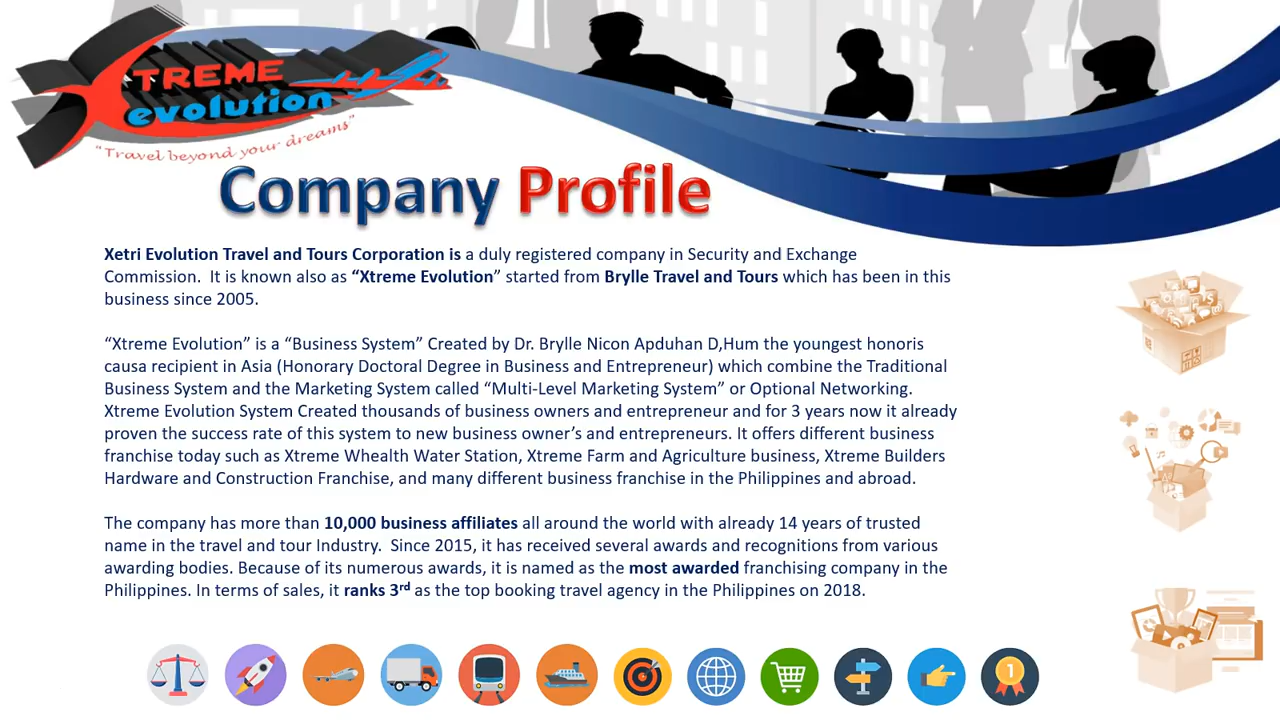 XTREME
evolution
"Travel beyond your dreams"
Company Profile
Xetri Evolution Travel and Tours Corporation is a duly registered company in Security and Exchange
Commission.  It is known also as “Xtreme Evolution” started from Brylle Travel and Tours which has been in this
business since 2005.
“Xtreme Evolution” is a “Business System” Created by Dr. Brylle Nicon Apduhan D,Hum the youngest honoris
causa recipient in Asia (Honorary Doctoral Degree in Business and Entrepreneur) which combine the Traditional
Business System and the Marketing System called “Multi-Level Marketing System” or Optional Networking.
Xtreme Evolution System Created thousands of business owners and entrepreneur and for 3 years now it already
proven the success rate of this system to new business owner’s and entrepreneurs. It offers different business
franchise today such as Xtreme Whealth Water Station, Xtreme Farm and Agriculture business, Xtreme Builders
Hardware and Construction Franchise, and many different business franchise in the Philippines and abroad.
The company has more than 10,000 business affiliates all around the world with already 14 years of trusted
name in the travel and tour Industry.  Since 2015, it has received several awards and recognitions from various
awarding bodies. Because of its numerous awards, it is named as the most awarded franchising company in the
Philippines. In terms of sales, it ranks 3rd as the top booking travel agency in the Philippines on 2018.
1